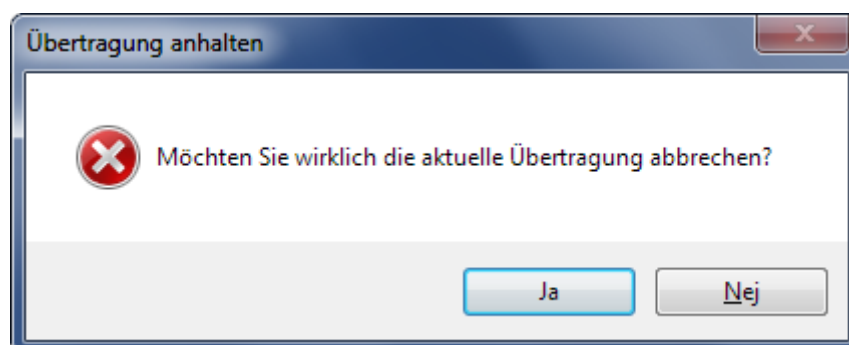 Übertragung anhalten
Möchten Sie wirklich die aktuelle Übertragung abbrechen?
Ja
Nej